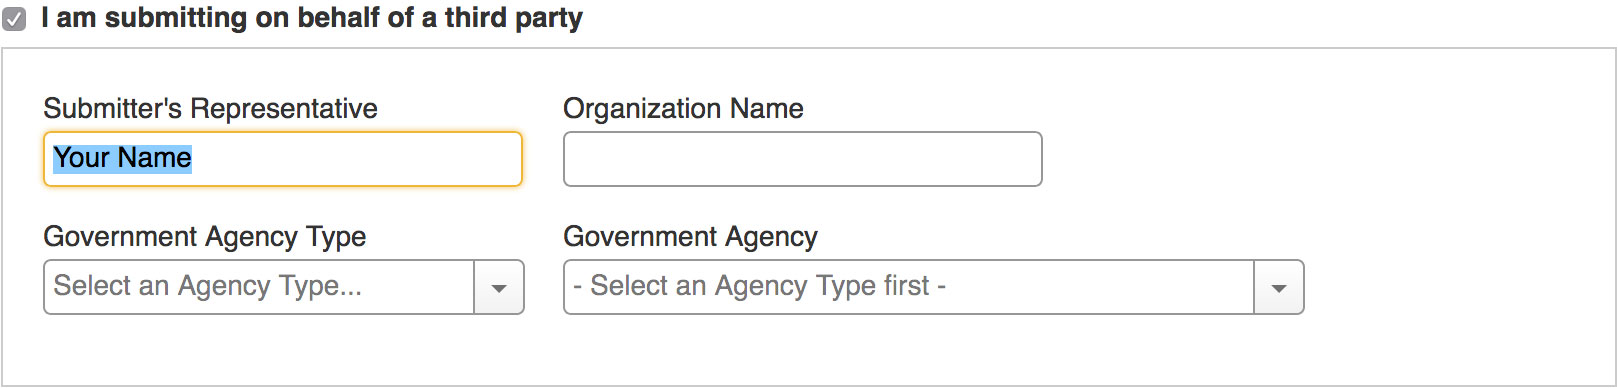 I am submitting on behalf of a third party
Submitter's Representative
Organization Name
Your Name
Government Agency Type
Government Agency
Select an Agency Type...
- Select an Agency Type first -